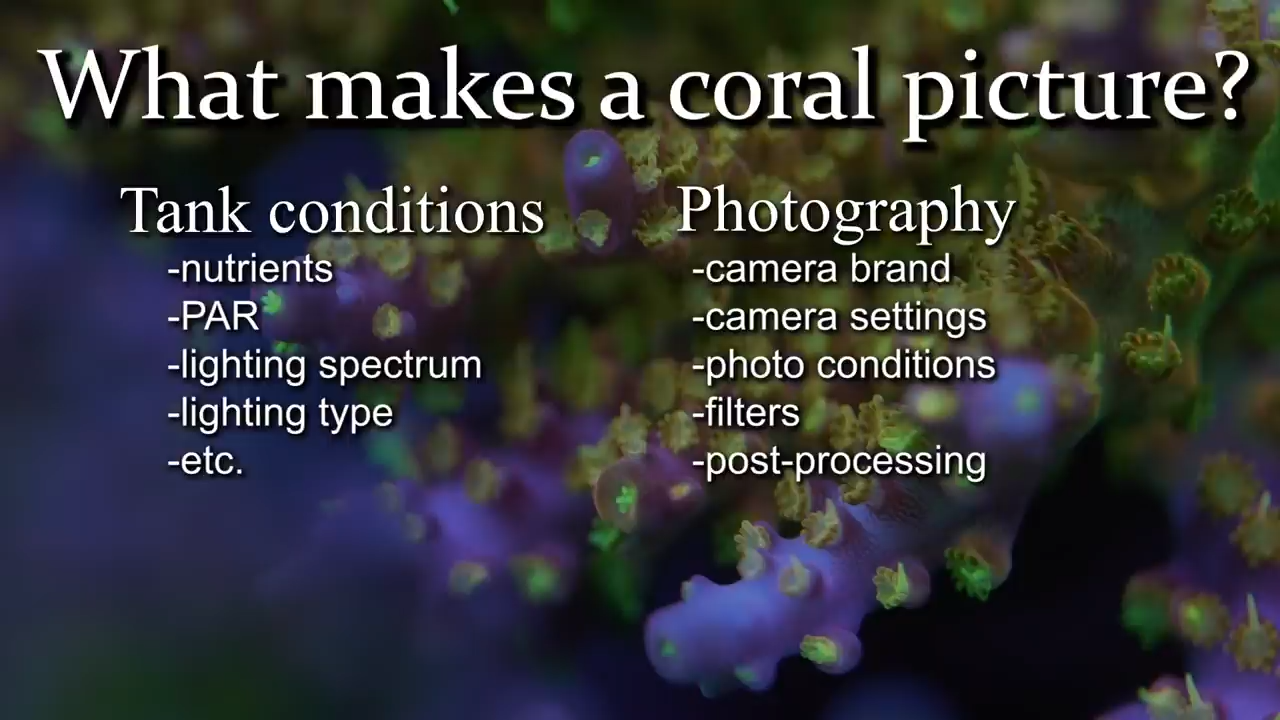 What makes a coral picture?
Tank conditions
-nutrients
-PAR
-lighting spectrum
-lighting type
-etc.
Photography
-camera brand
-camera settings
-photo conditions
-filters
-post-processing